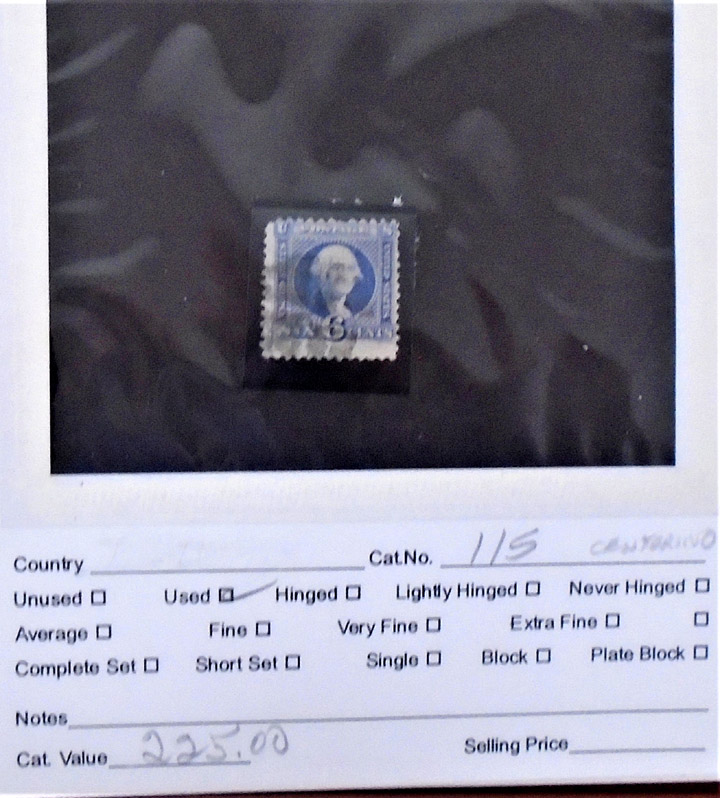 6
CENTS
Country Cat.No. 115
Unused ☐ Used ☑ Hinged ☐ Lightly Hinged ☐ Never Hinged ☐
Average ☐ Fine ☐ Very Fine ☐ Extra Fine ☐ ☐
Complete Set ☐ Short Set ☐ Single ☐ Block ☐ Plate Block ☐
Notes
Cat. Value 225.00 Selling Price